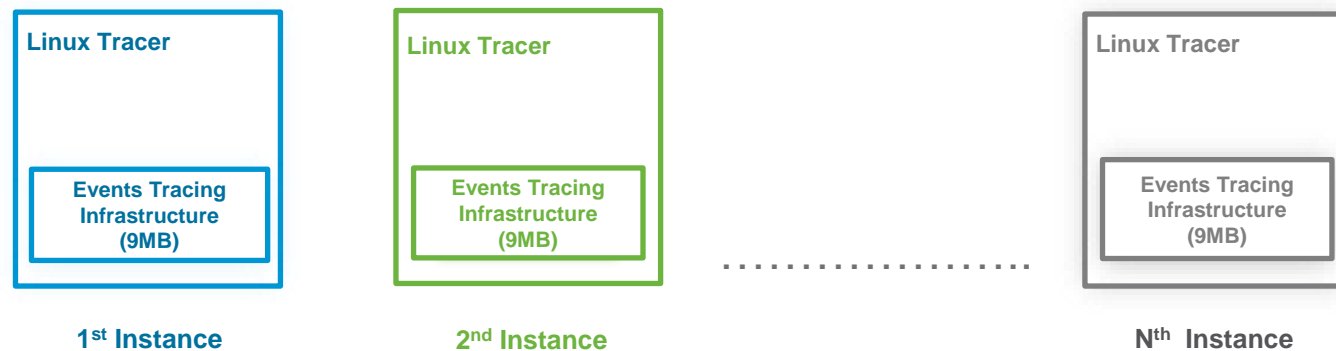 Linux Tracer
Events Tracing
Infrastructure
(9MB)
1st Instance
Linux Tracer
Events Tracing
Infrastructure
(9MB)
2nd Instance
....................
Linux Tracer
Events Tracing
Infrastructure
(9MB)
Nth Instance